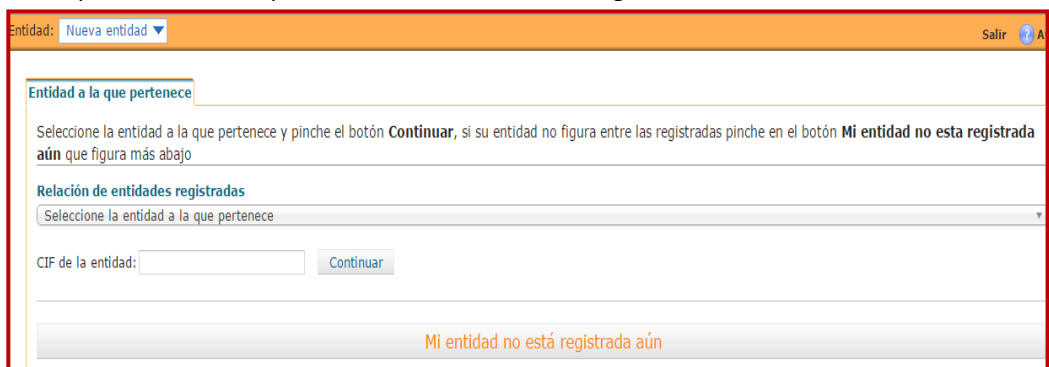 Entidad: Nueva entidad ▼ Salir
Entidad a la que pertenece
Seleccione la entidad a la que pertenece y pinche el botón Continuar, si su entidad no figura entre las registradas pinche en el botón Mi entidad no esta registrada
aún que figura más abajo
Relación de entidades registradas
Seleccione la entidad a la que pertenece
CIF de la entidad: Continuar
Mi entidad no está registrada aún